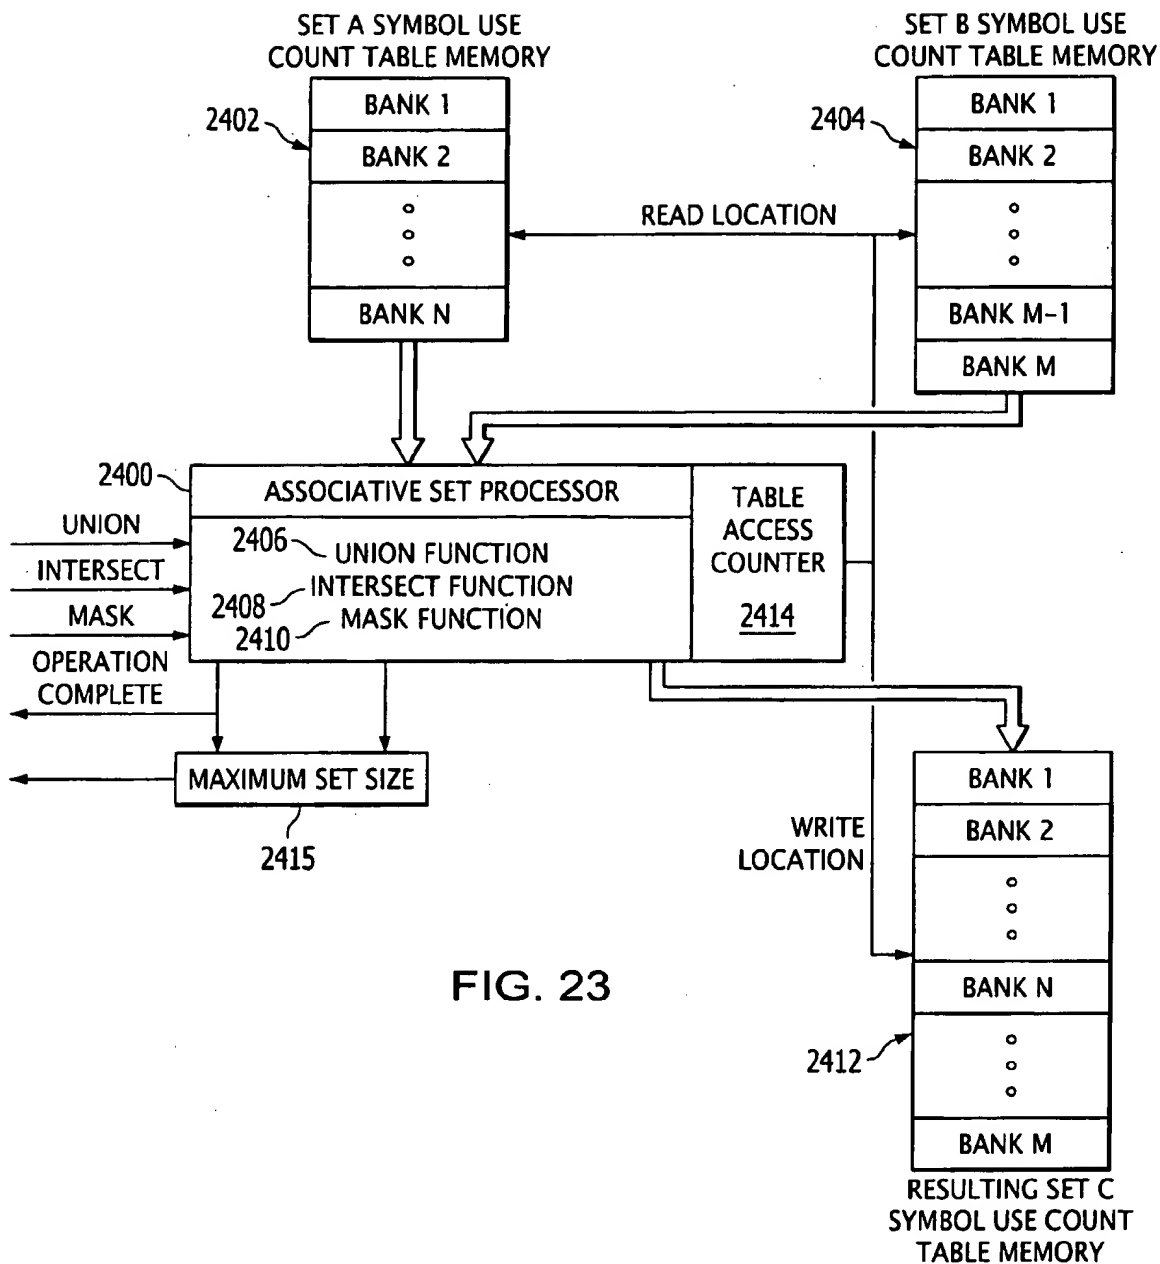 SET A SYMBOL USE
COUNT TABLE MEMORY
2402
BANK 1
BANK 2
BANK N
SET B SYMBOL USE
COUNT TABLE MEMORY
2404
BANK 1
BANK 2
BANK M-1
BANK M
READ LOCATION
2400
ASSOCIATIVE SET PROCESSOR
UNION
INTERSECT
MASK
2406
UNION FUNCTION
2408
INTERSECT FUNCTION
2410
MASK FUNCTION
TABLE
ACCESS
COUNTER
2414
OPERATION
COMPLETE
MAXIMUM SET SIZE
2415
WRITE
LOCATION
BANK 1
BANK 2
BANK N
2412
BANK M
RESULTING SET C
SYMBOL USE COUNT
TABLE MEMORY
FIG. 23